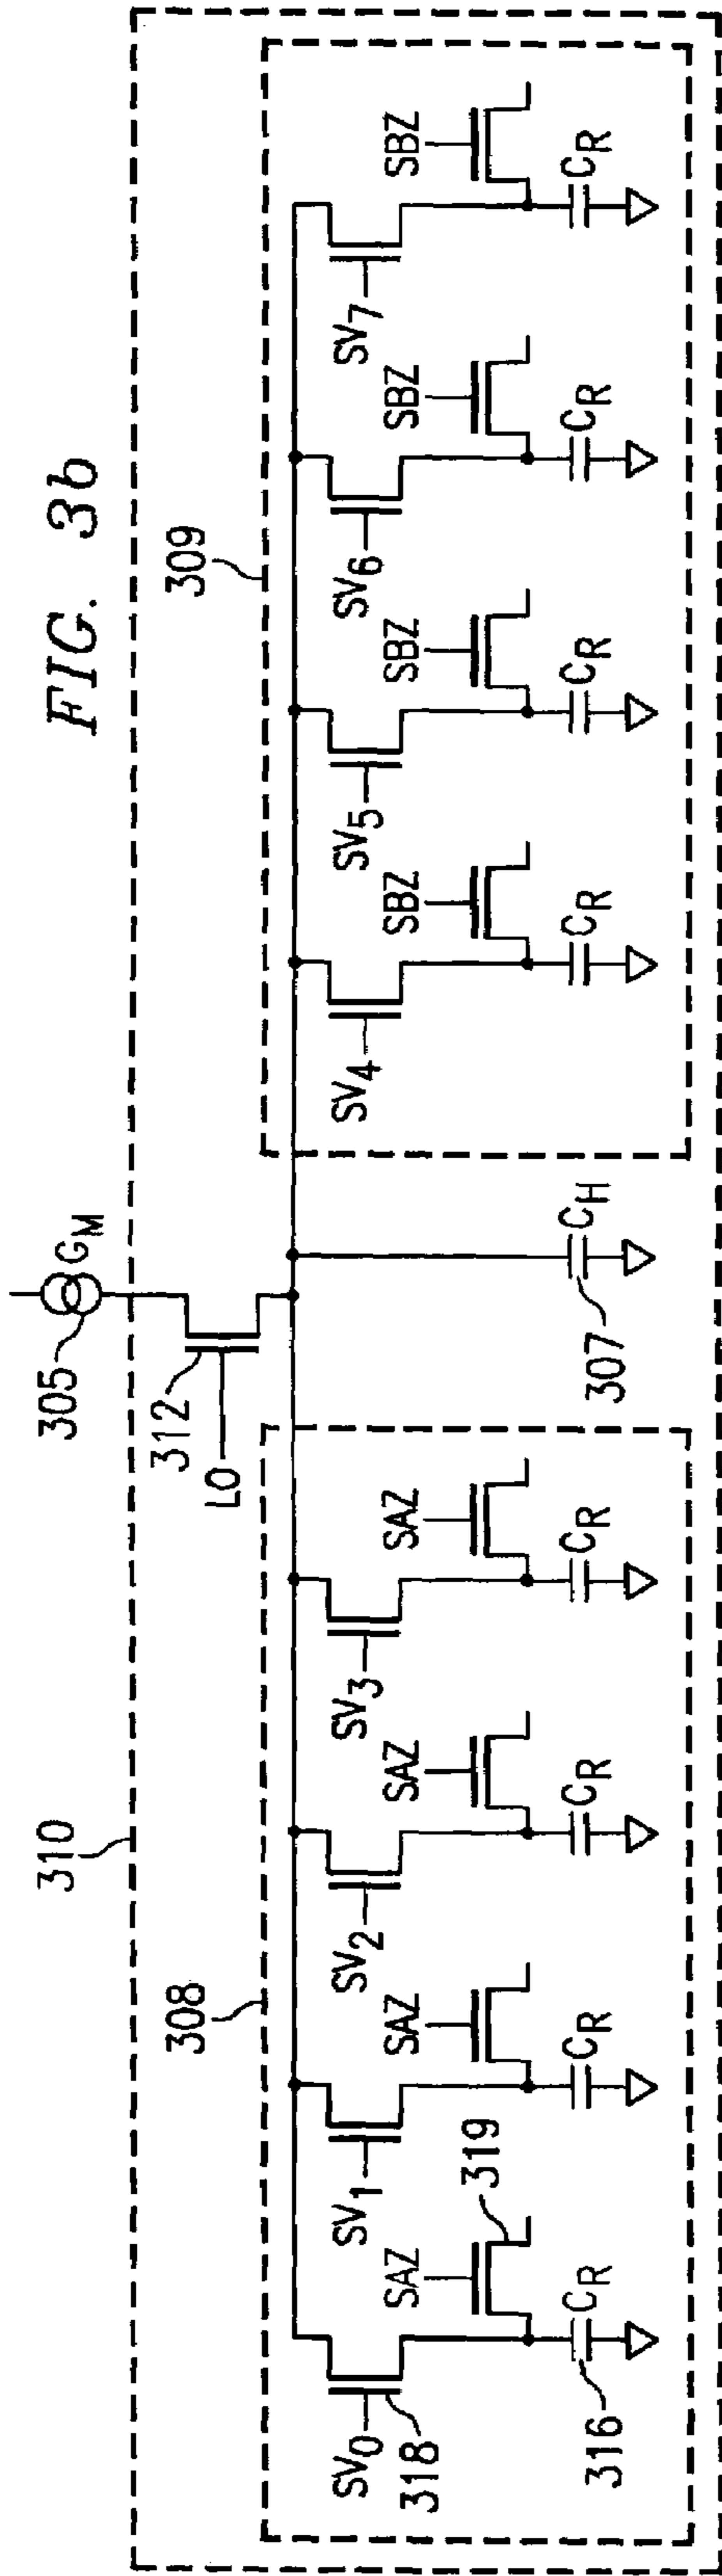 FIG. 3b
310
305
G_M
312
LO
308
309
SV_0
318
SAZ
319
316
C_R
SV_1
SAZ
C_R
SV_2
SAZ
C_R
SV_3
SAZ
C_R
307
C_H
SV_4
SBZ
C_R
SV_5
SBZ
C_R
SV_6
SBZ
C_R
SV_7
SBZ
C_R